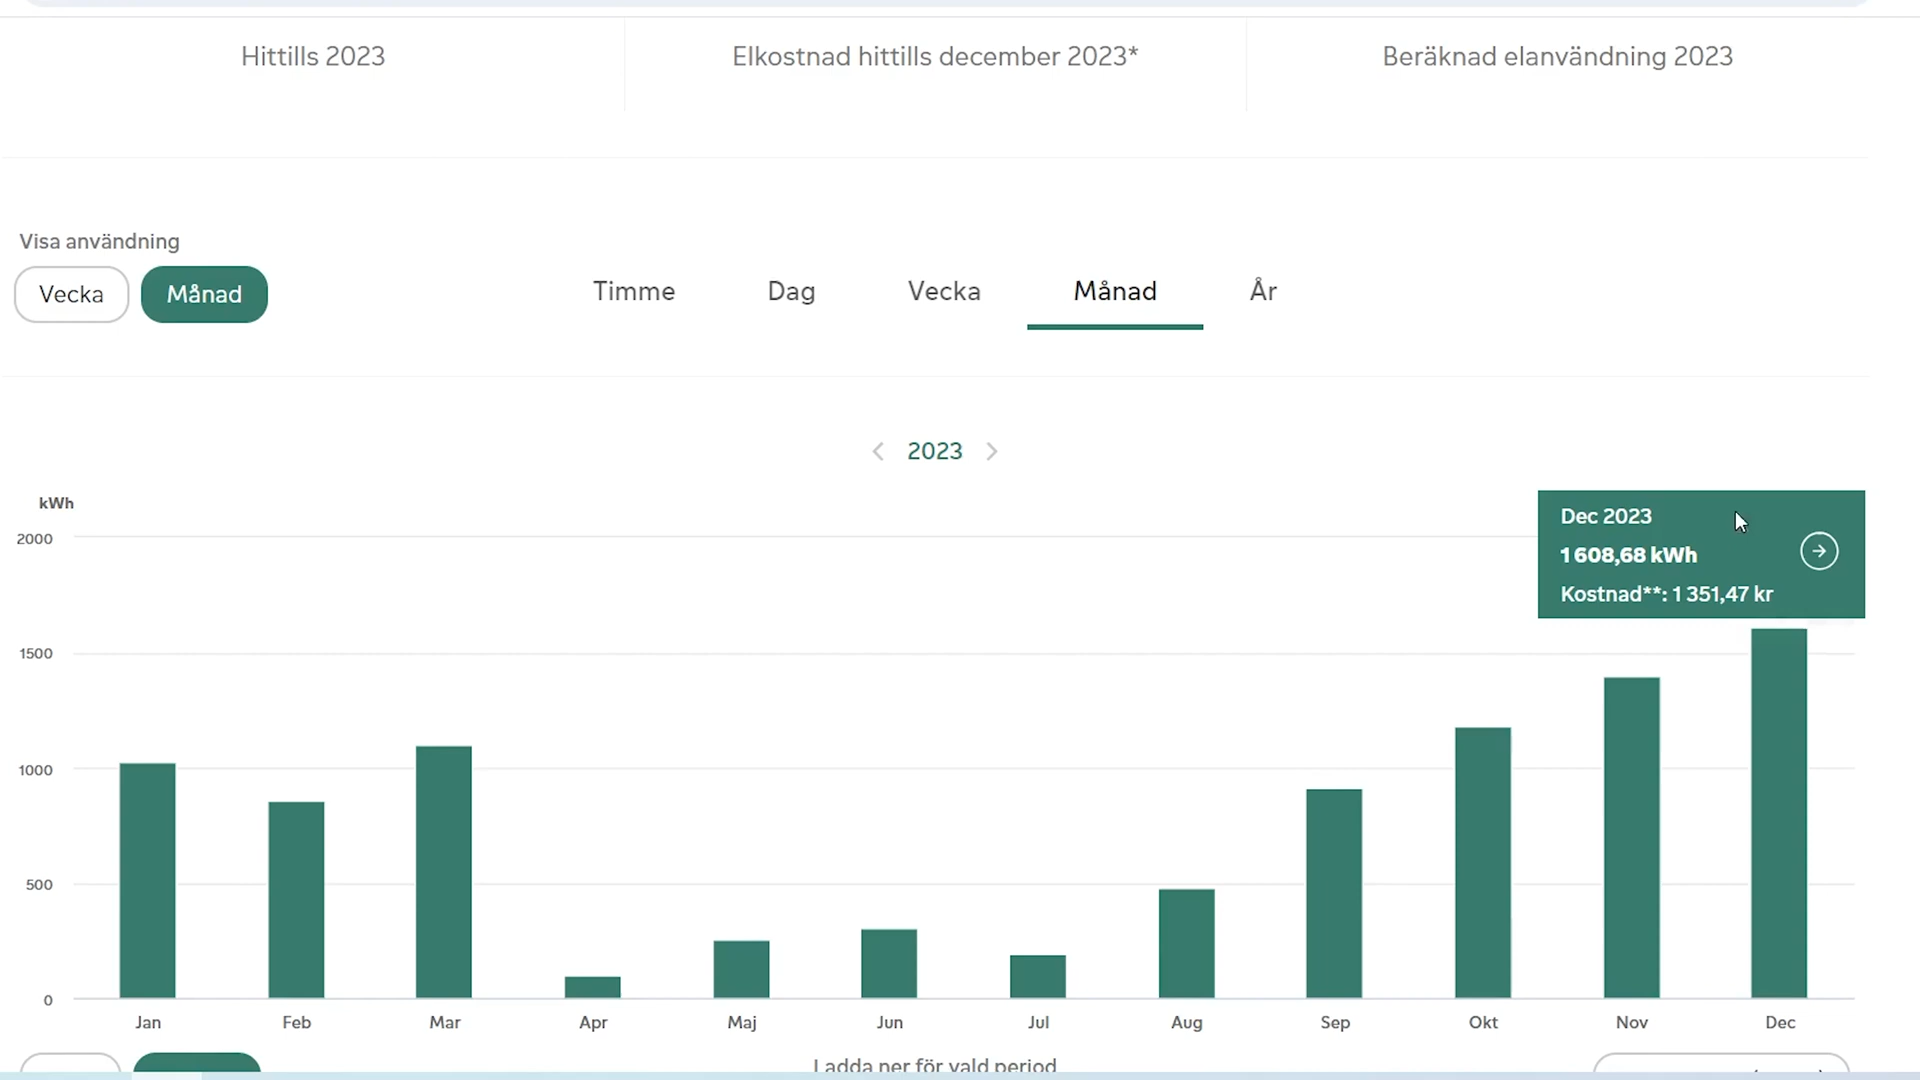 Hittills 2023
Elkostnad hittills december 2023*
Beräknad elanvändning 2023
Visa användning
Vecka
Månad
Timme
Dag
Vecka
Månad
År
2023
kWh
2000
1500
1000
500
0
Dec 2023
1 608,68 kWh
Kostnad**: 1 351,47 kr
Jan
Feb
Mar
Apr
Maj
Jun
Jul
Aug
Sep
Okt
Nov
Dec
Ladda ner för vald period